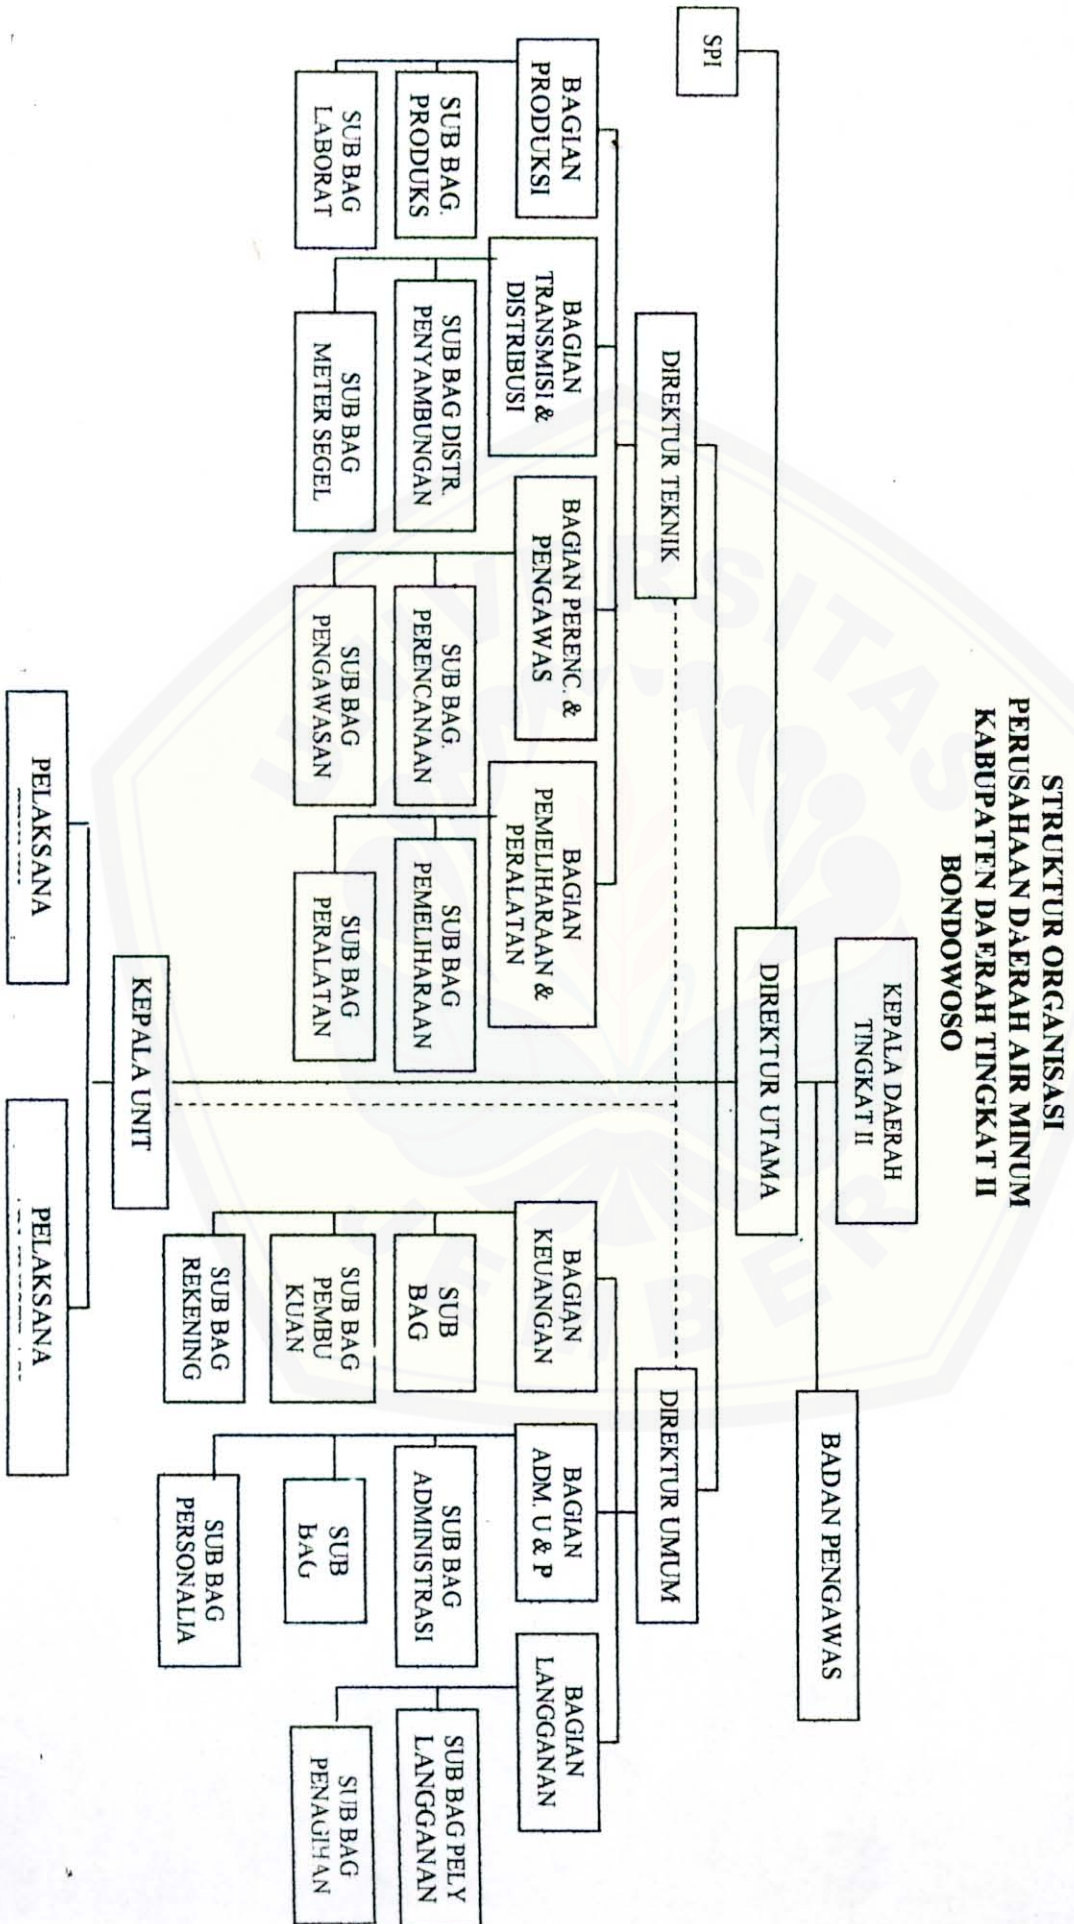 STRUKTUR ORGANISASI
PERUSAHAAN DAERAH AIR MINUM
KABUPATEN DAERAH TINGKAT II
BONDOWOSO
KEPALA DAERAH
TINGKAT II
BADAN PENGAWAS
DIREKTUR UTAMA
SPI
DIREKTUR TEKNIK
DIREKTUR UMUM
BAGIAN
PRODUKSI
BAGIAN
TRANSMISI &
DISTRIBUSI
BAGIAN PERENC. &
PENGAWAS
BAGIAN
PEMELIHARAAN &
PERALATAN
BAGIAN
KEUANGAN
BAGIAN
ADM. U & P
BAGIAN
LANGGANAN
SUB BAG.
PRODUKS
SUB BAG DISTR.
PENYAMBUNGAN
SUB BAG.
PERENCANAAN
SUB BAG
PEMELIHARAAN
SUB
BAG
SUB BAG
ADMINISTRASI
SUB BAG PELY
LANGGANAN
SUB BAG
LABORAT
SUB BAG
METER SEGEL
SUB BAG
PENGAWASAN
SUB BAG
PERALATAN
SUB BAG
PEMBU
KUAN
SUB
BAG
SUB BAG
PENAGIHAN
SUB BAG
REKENING
SUB BAG
PERSONALIA
KEPALA UNIT
PELAKSANA
PELAKSANA
UNIVERSITAS
JEMBER